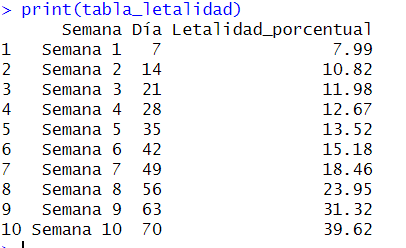 > print(tabla_letalidad)
Semana Día Letalidad_porcentual
1 Semana 1 7 7.99
2 Semana 2 14 10.82
3 Semana 3 21 11.98
4 Semana 4 28 12.67
5 Semana 5 35 13.52
6 Semana 6 42 15.18
7 Semana 7 49 18.46
8 Semana 8 56 23.95
9 Semana 9 63 31.32
10 Semana 10 70 39.62
>